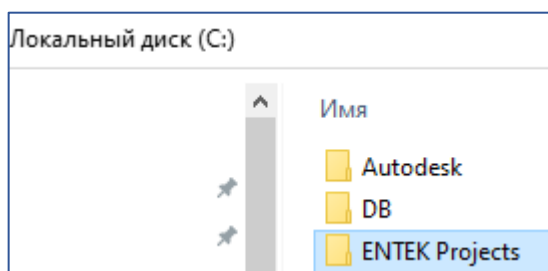 Локальный диск (C:)
Имя
Autodesk
DB
ENTEK Projects